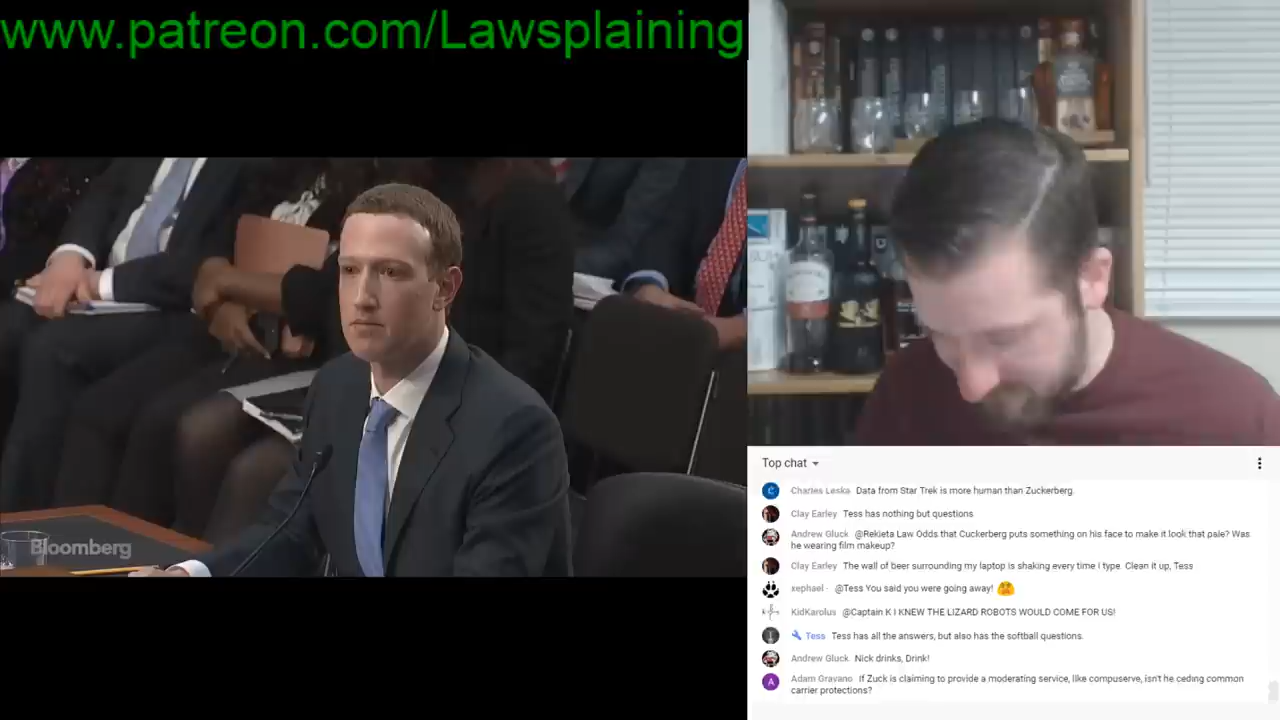 www.patreon.com/Lawsplaining
Bloomberg
Top chat
C Charles Leska Data from Star Trek is more human than Zuckerberg.
Clay Earley Tess has nothing but questions
Andrew Gluck @Rekieta Law Odds that Cuckerberg puts something on his face to make it look that pale? Was
he wearing film makeup?
Clay Earley The wall of beer surrounding my laptop is shaking every time i type. Clean it up, Tess
xephael @Tess You said you were going away!
KidKarolus @Captain K I KNEW THE LIZARD ROBOTS WOULD COME FOR US!
Tess Tess has all the answers, but also has the softball questions.
Andrew Gluck Nick drinks, Drink!
A Adam Gravano If Zuck is claiming to provide a moderating service, like compuserve, isn't he ceding common
carrier protections?